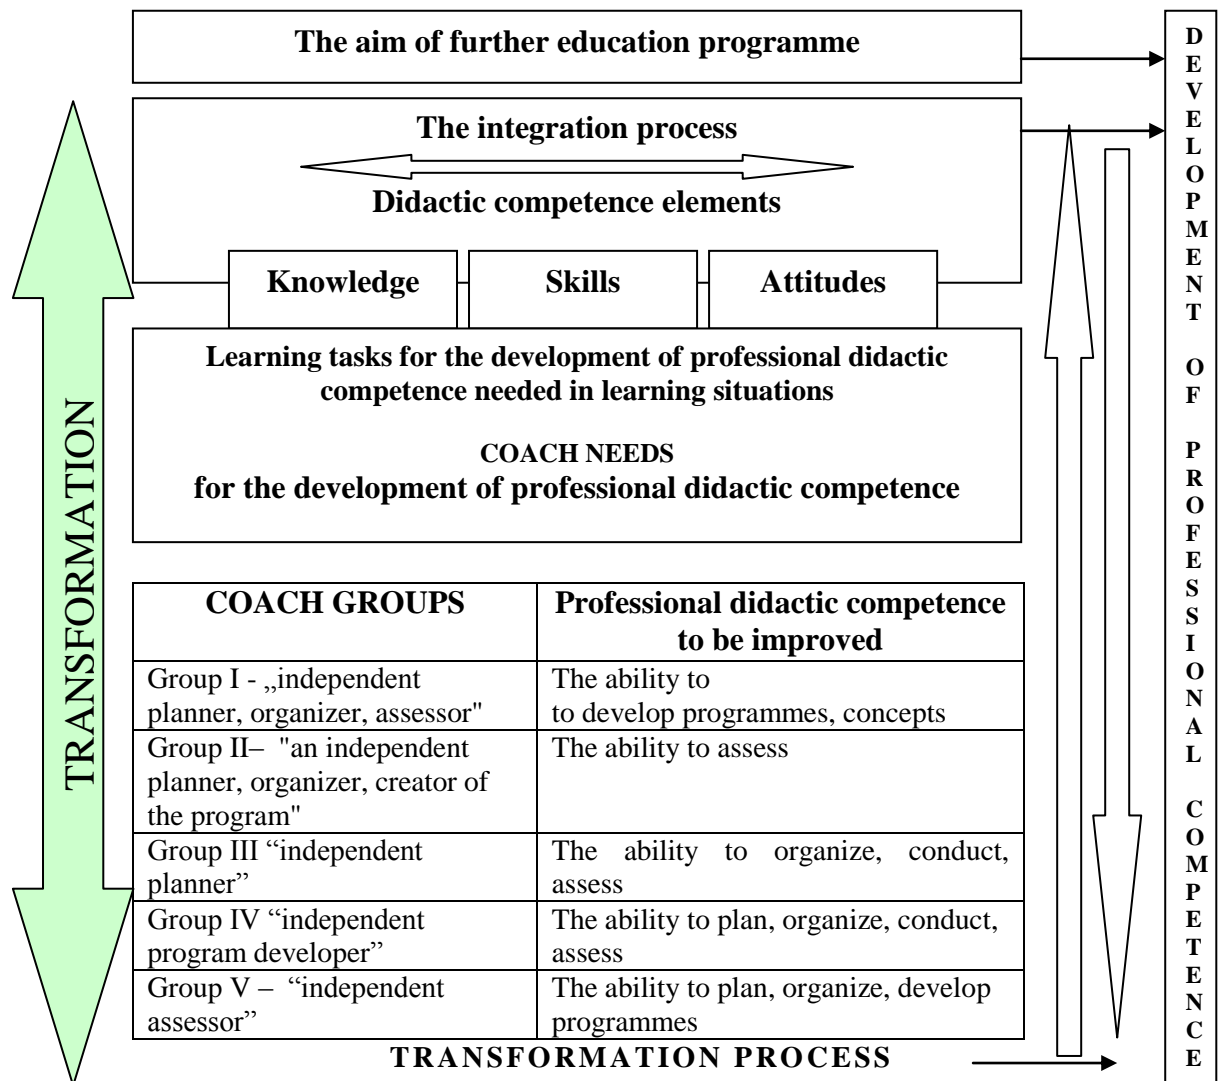 The aim of further education programme
The integration process
Didactic competence elements
Knowledge
Skills
Attitudes
Learning tasks for the development of professional didactic
competence needed in learning situations
COACH NEEDS
for the development of professional didactic competence
COACH GROUPS
Professional didactic competence
to be improved
Group I - „independent
planner, organizer, assessor"
The ability to
to develop programmes, concepts
Group II– "an independent
planner, organizer, creator of
the program"
The ability to assess
Group III “independent
planner”
The ability to organize, conduct,
assess
Group IV “independent
program developer”
The ability to plan, organize, conduct,
assess
Group V – “independent
assessor”
The ability to plan, organize, develop
programmes
TRANSFORMATION PROCESS
TRANSFORMATION
DEVELOPMENT OF PROFESSIONAL COMPETENCE